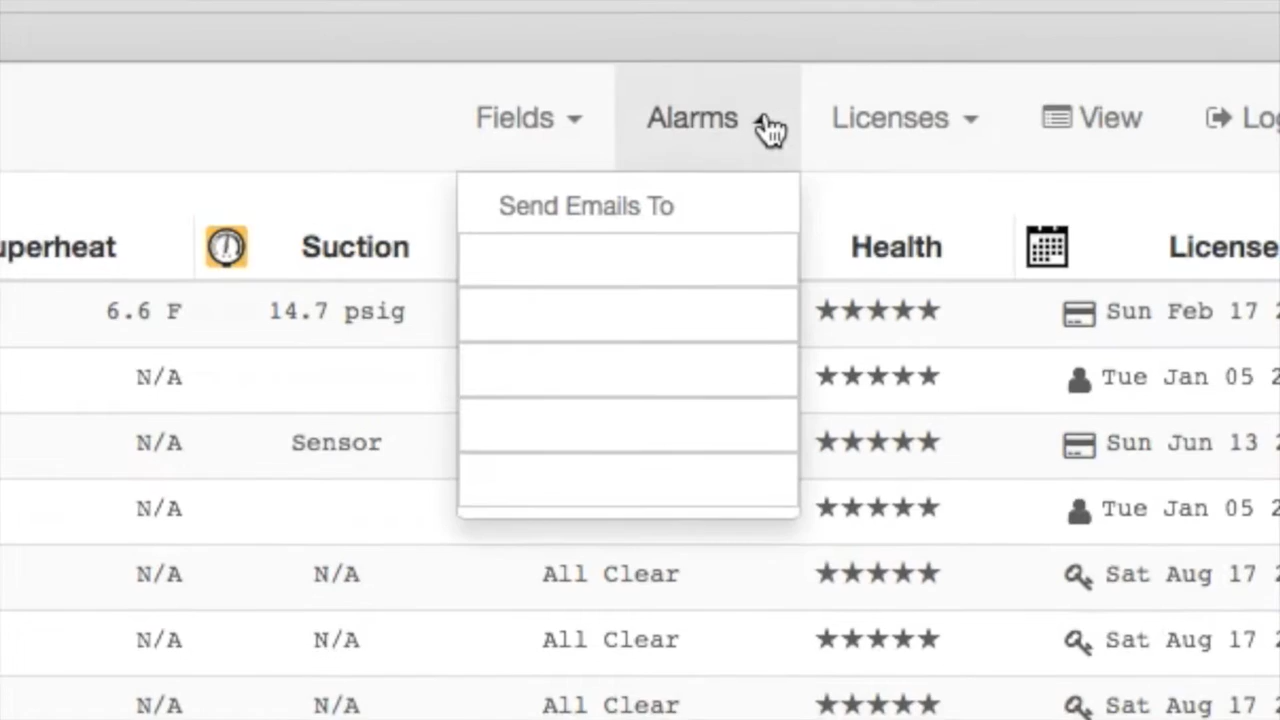 Fields Alarms Licenses View
Send Emails To
Suction Health License
6.6 F 14.7 psig ★★★★★ Sun Feb 17
N/A ★★★★★ Tue Jan 05
N/A Sensor ★★★★★ Sun Jun 13
N/A ★★★★★ Tue Jan 05
N/A N/A All Clear ★★★★★ Sat Aug 17
N/A N/A All Clear ★★★★★ Sat Aug 17
N/A N/A All Clear ★★★★★ Sat Aug 17